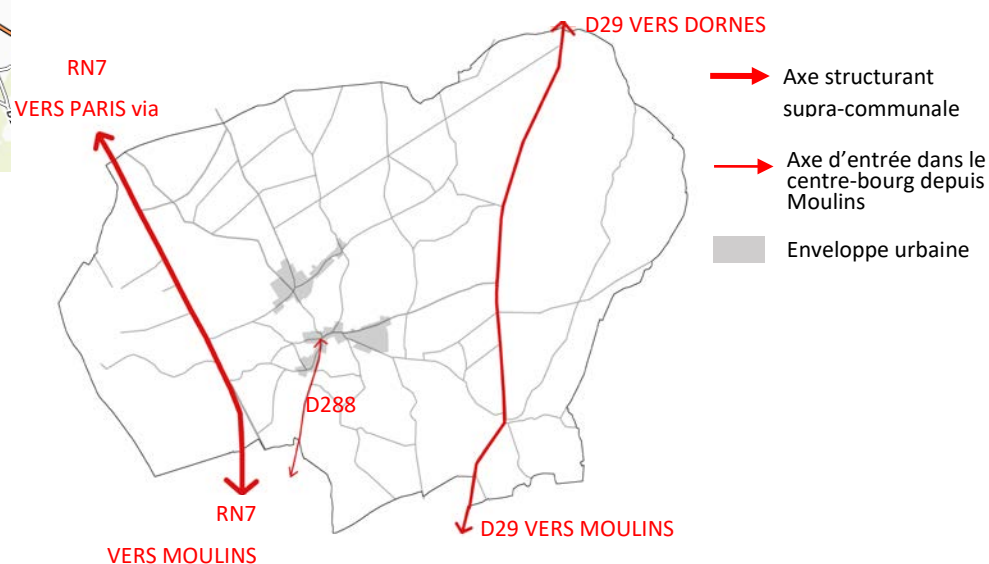 D29 VERS DORNES
RN7
VERS PARIS via
Axe structurant
supra-communale
Axe d'entrée dans le
centre-bourg depuis
Moulins
Enveloppe urbaine
D288
RN7
VERS MOULINS
D29 VERS MOULINS